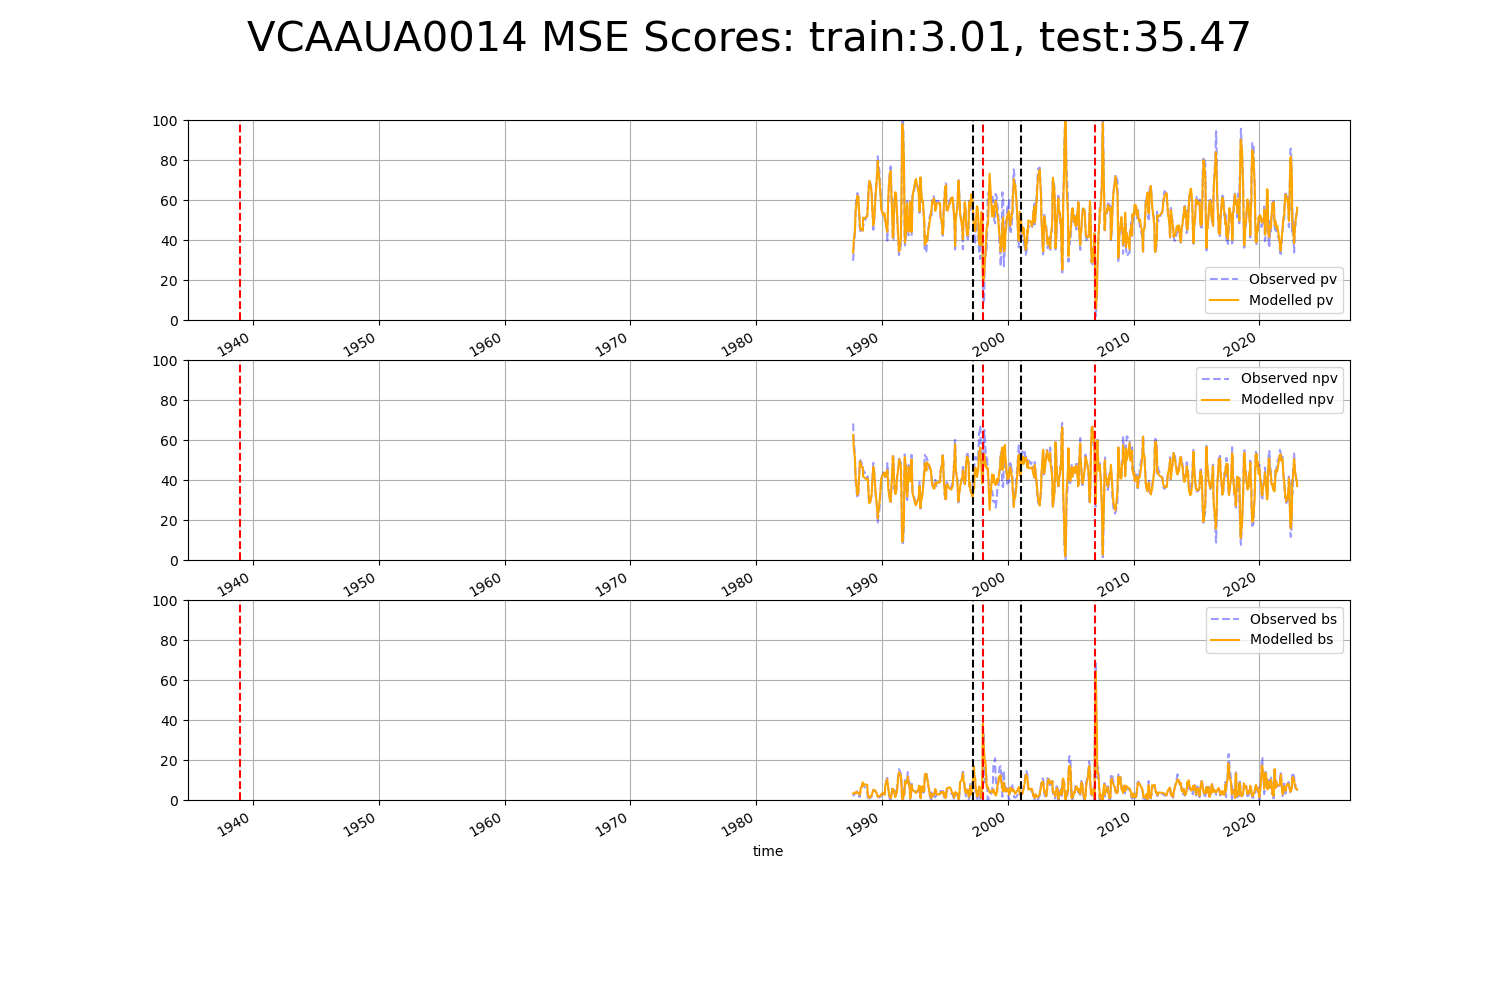 VCAAUA0014 MSE Scores: train:3.01, test:35.47
100
80
60
40
20
0
Observed pv
Modelled pv
1940 1950 1960 1970 1980 1990 2000 2010 2020
100
80
60
40
20
0
Observed npv
Modelled npv
1940 1950 1960 1970 1980 1990 2000 2010 2020
100
80
60
40
20
0
Observed bs
Modelled bs
1940 1950 1960 1970 1980 1990 2000 2010 2020
time